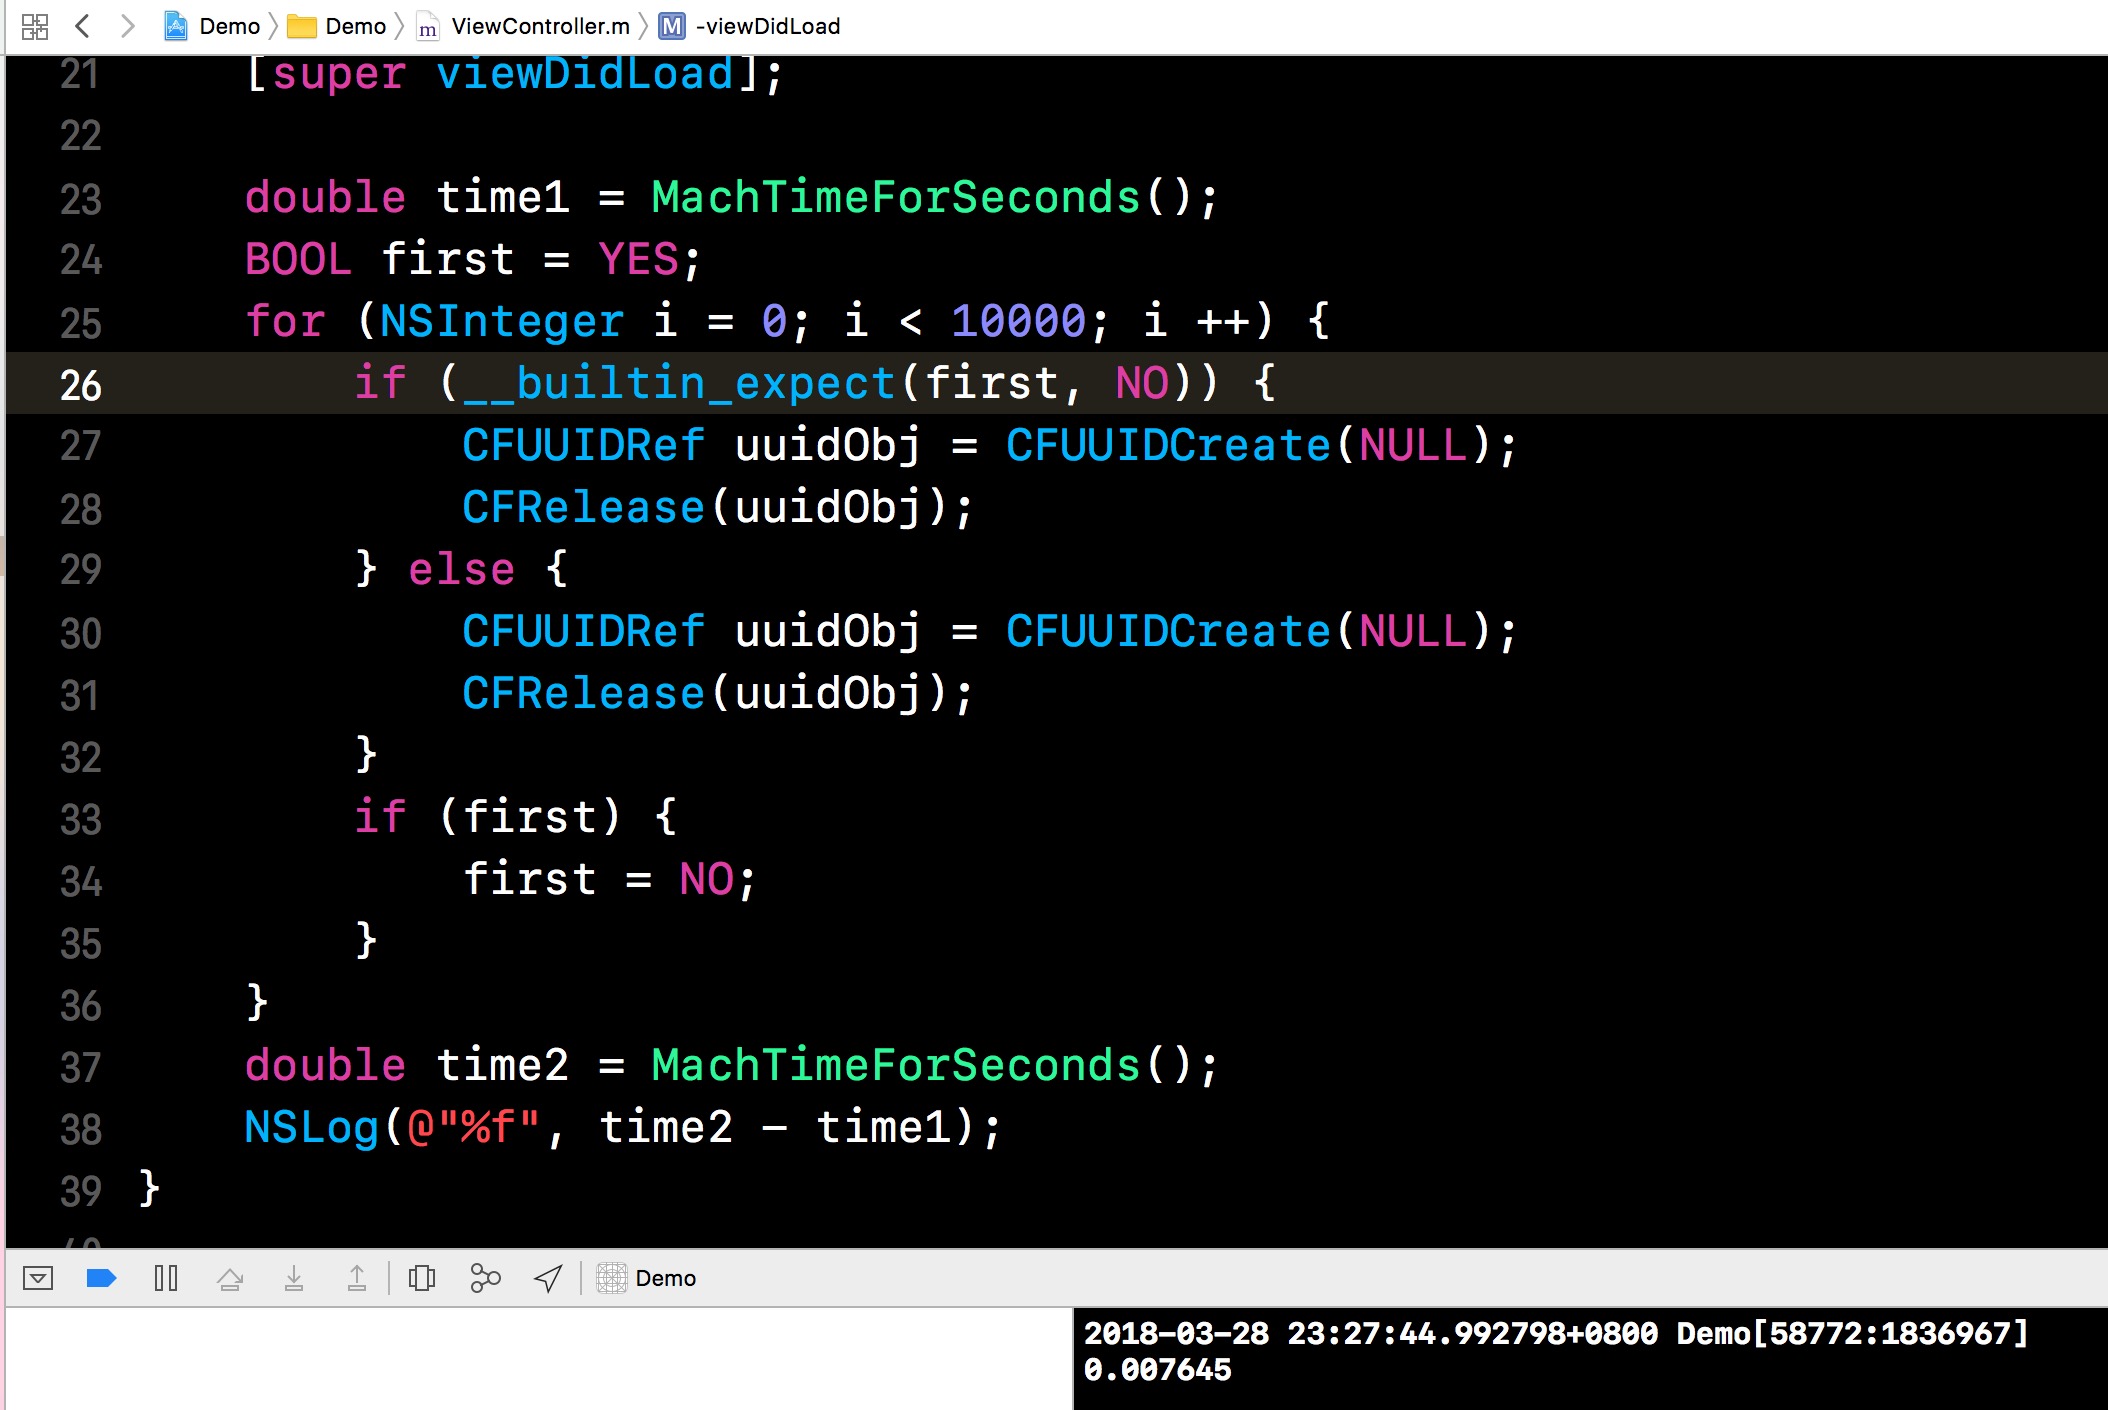 Demo Demo m ViewController.m M -viewDidLoad
21 [super viewDidLoad];
22
23 double time1 = MachTimeForSeconds();
24 BOOL first = YES;
25 for (NSInteger i = 0; i < 10000; i ++) {
26 if (__builtin_expect(first, NO)) {
27 CFUUIDRef uuidObj = CFUUIDCreate(NULL);
28 CFRelease(uuidObj);
29 } else {
30 CFUUIDRef uuidObj = CFUUIDCreate(NULL);
31 CFRelease(uuidObj);
32 }
33 if (first) {
34 first = NO;
35 }
36 }
37 double time2 = MachTimeForSeconds();
38 NSLog(@"%f", time2 - time1);
39 }
40
Demo
2018-03-28 23:27:44.992798+0800 Demo[58772:1836967]
0.007645